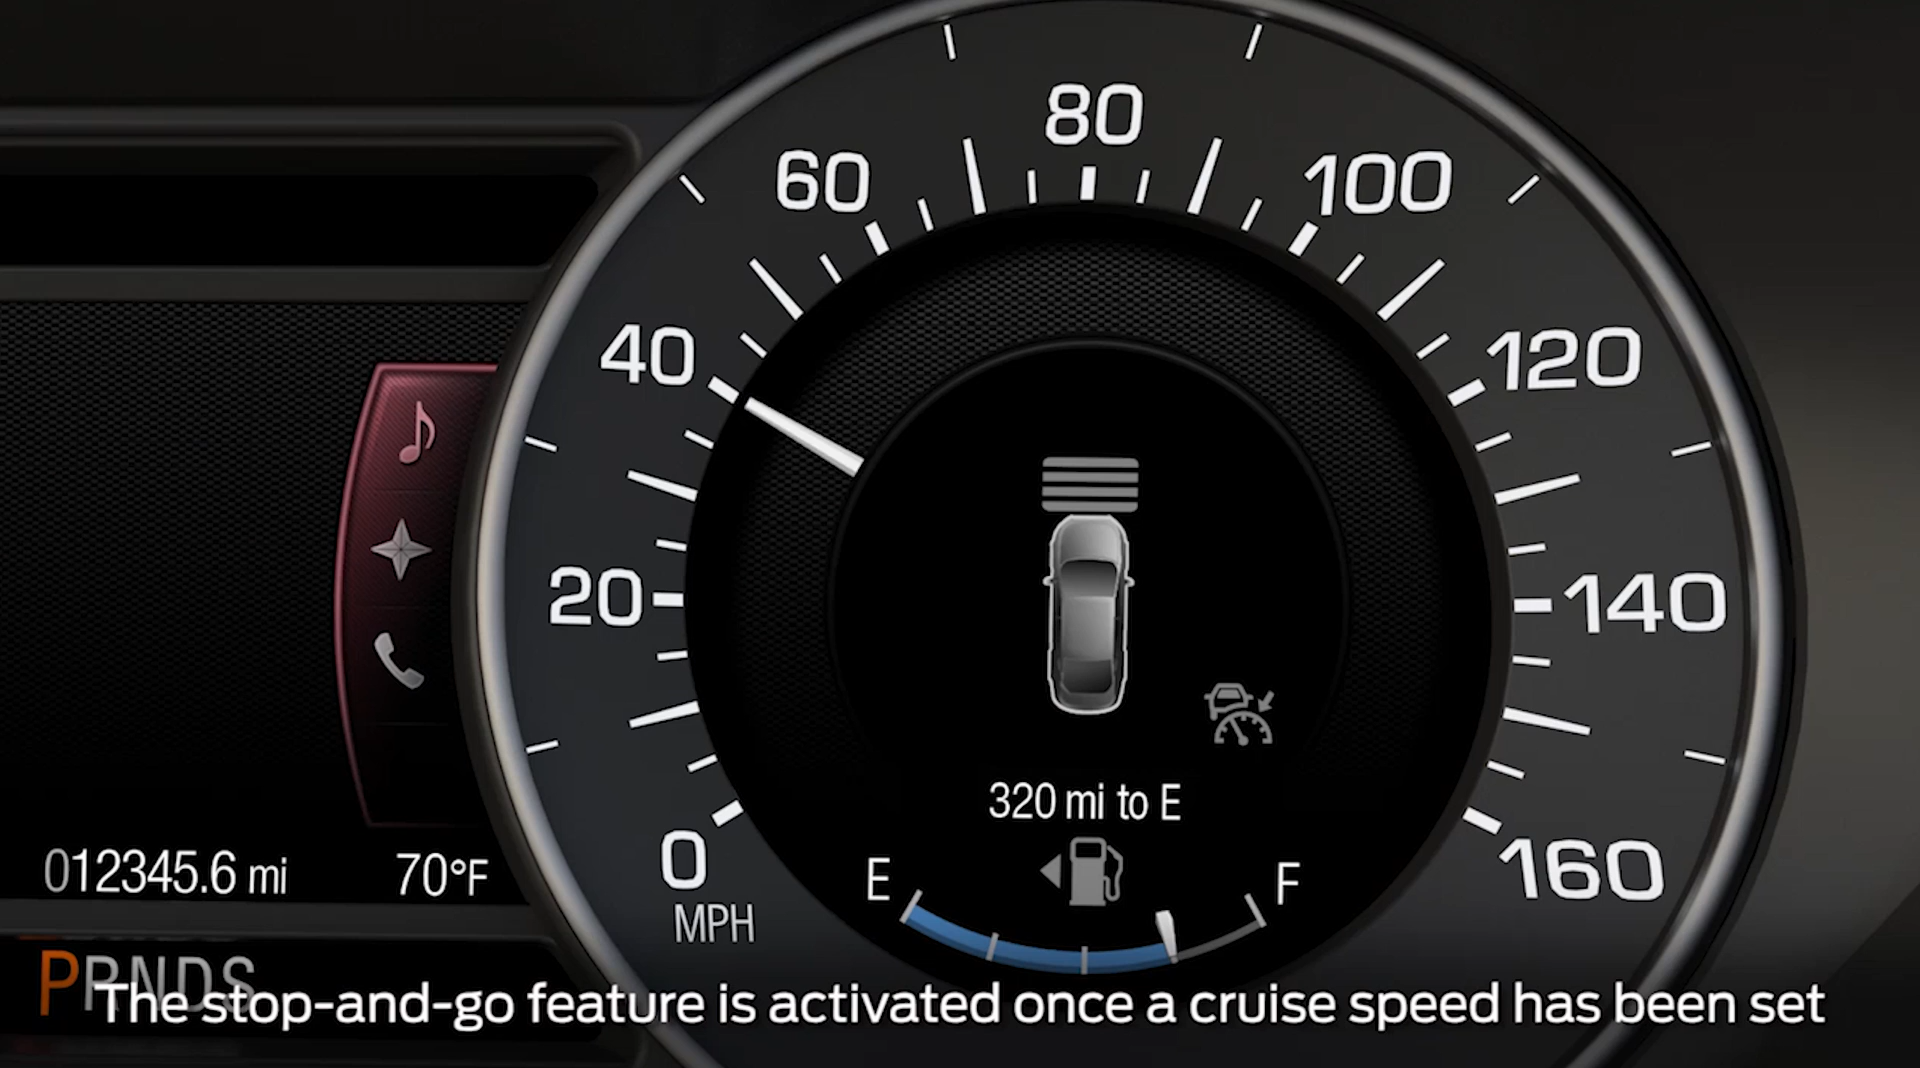 80
60
100
40
120
20
140
320 mi to E
0
160
MPH
E
F
012345.6 mi
70°F
PRNDS
The stop-and-go feature is activated once a cruise speed has been set